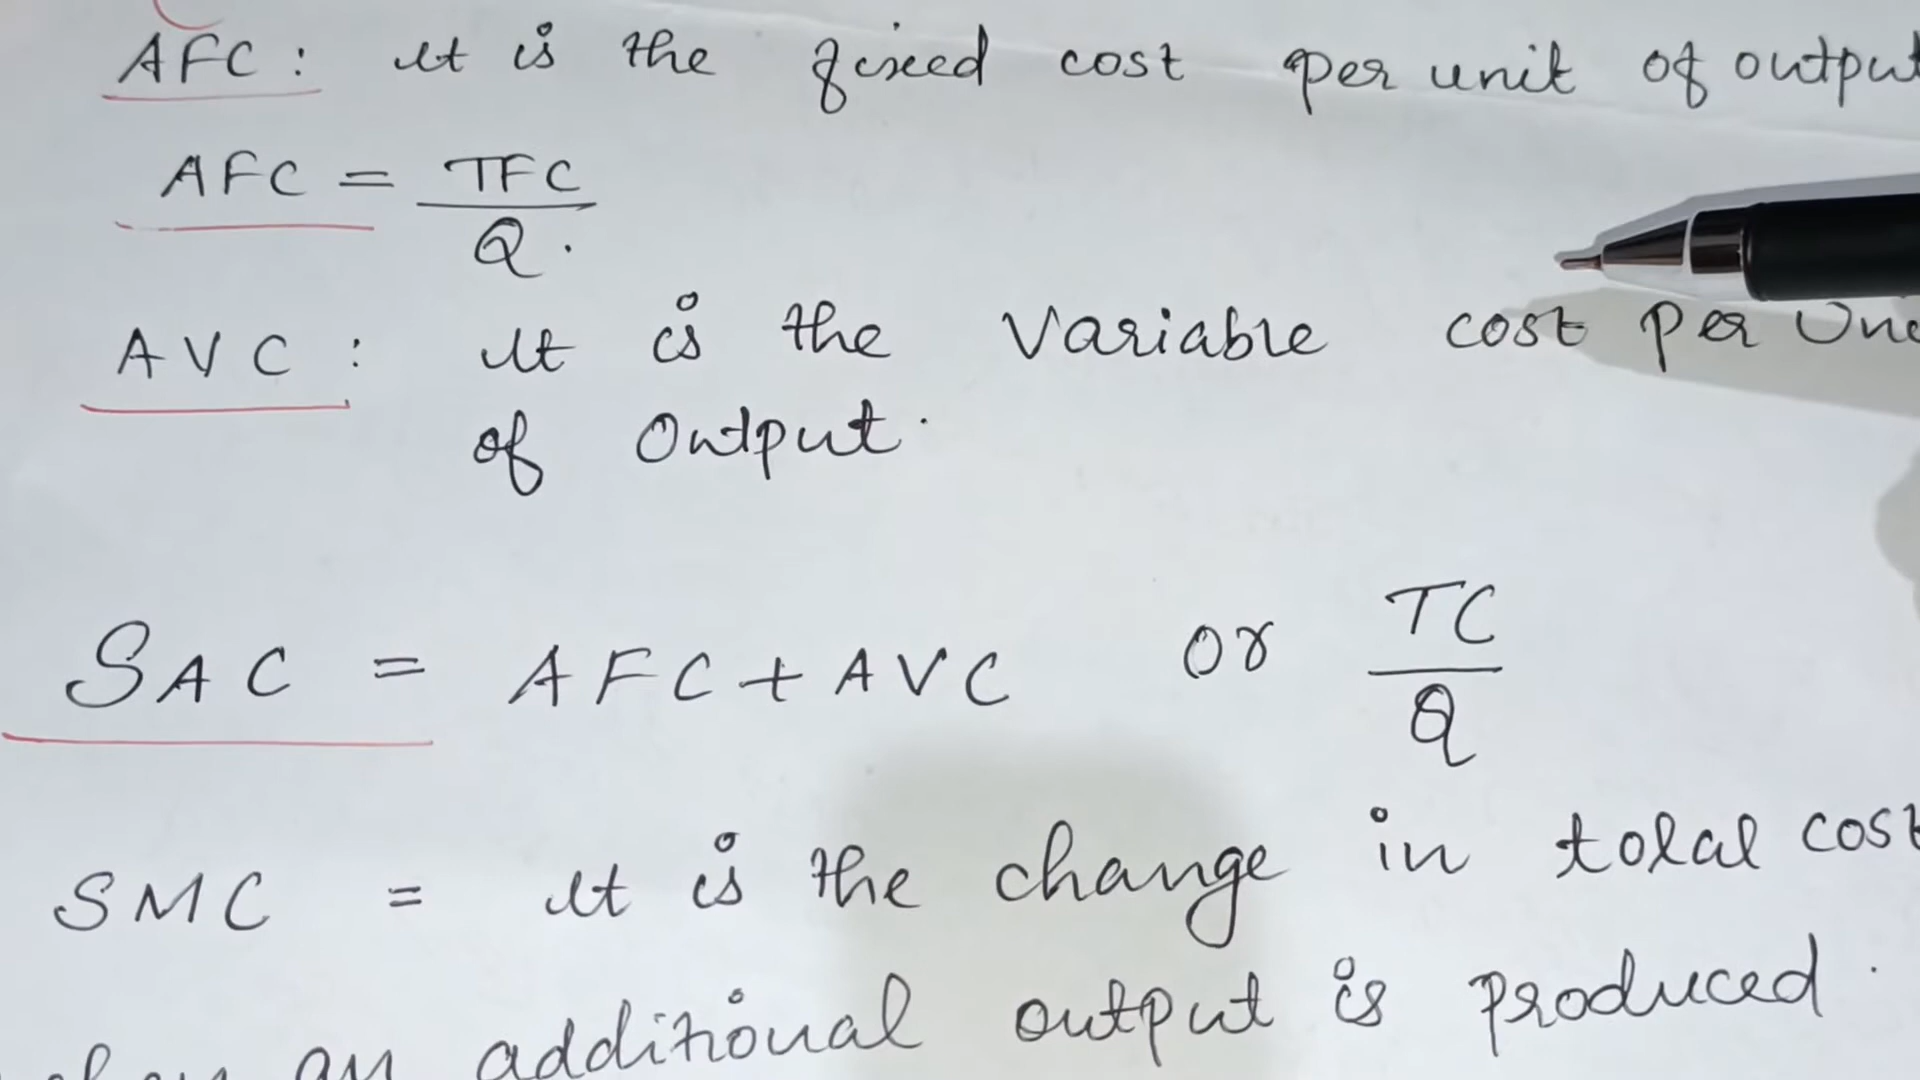 AFC: It is the fixed cost per unit of output
AFC = TFC
Q.
AVC: It is the Variable cost per
of Output.
SAC = AFC + AVC or TC
Q
SMC = It is the change in total cost
an additional output is produced.